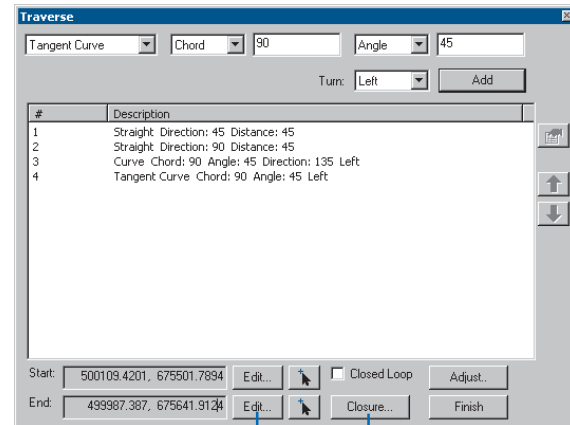 Traverse
Tangent Curve Chord 90 Angle 45
Turn: Left Add
# Description
1 Straight Direction: 45 Distance: 45
2 Straight Direction: 90 Distance: 45
3 Curve Chord: 90 Angle: 45 Direction: 135 Left
4 Tangent Curve Chord: 90 Angle: 45 Left
Start: 500109.4201, 675501.7894 Edit... Closed Loop Adjust..
End: 499987.387, 675641.9124 Edit... Closure... Finish